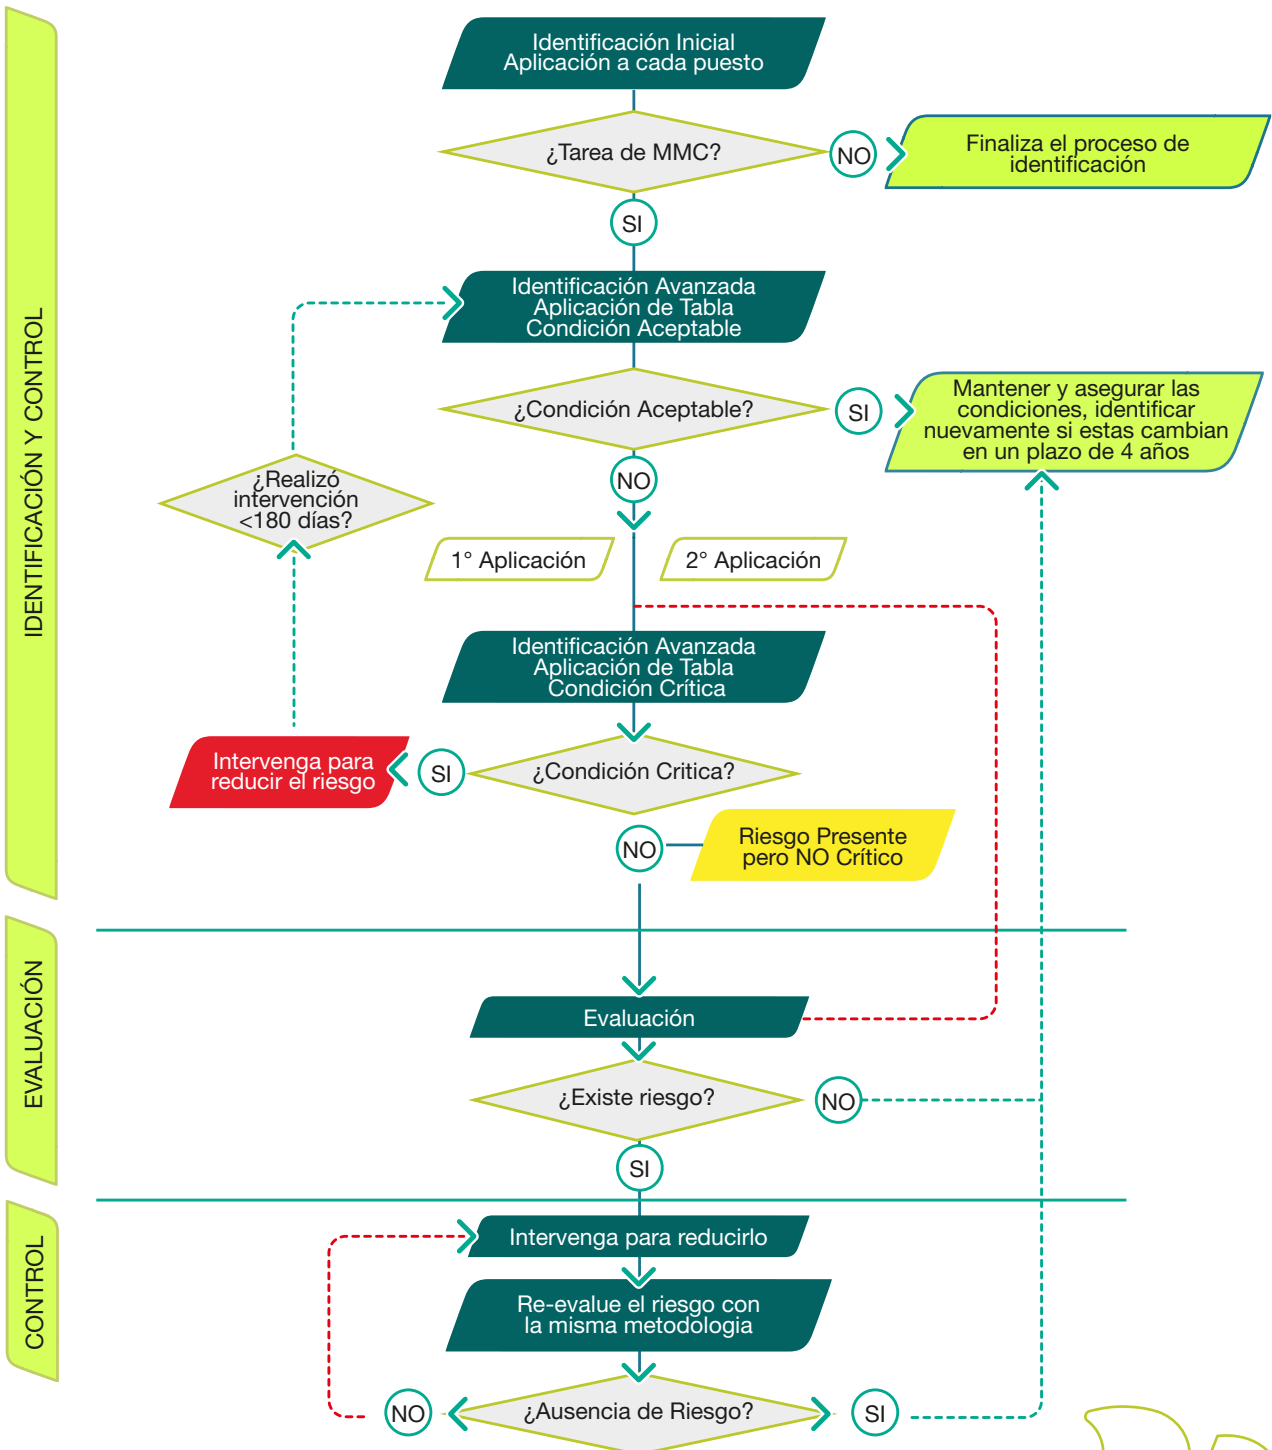 IDENTIFICACIÓN Y CONTROL
Identificación Inicial
Aplicación a cada puesto
¿Tarea de MMC?
NO
Finaliza el proceso de
identificación
SI
Identificación Avanzada
Aplicación de Tabla
Condición Aceptable
¿Condición Aceptable?
SI
Mantener y asegurar las
condiciones, identificar
nuevamente si estas cambian
en un plazo de 4 años
NO
¿Realizó
intervención
<180 días?
1° Aplicación
2° Aplicación
Identificación Avanzada
Aplicación de Tabla
Condición Crítica
¿Condición Critica?
SI
Intervenga para
reducir el riesgo
NO
Riesgo Presente
pero NO Crítico
EVALUACIÓN
Evaluación
¿Existe riesgo?
NO
SI
CONTROL
Intervenga para reducirlo
Re-evalue el riesgo con
la misma metodologia
¿Ausencia de Riesgo?
NO
SI